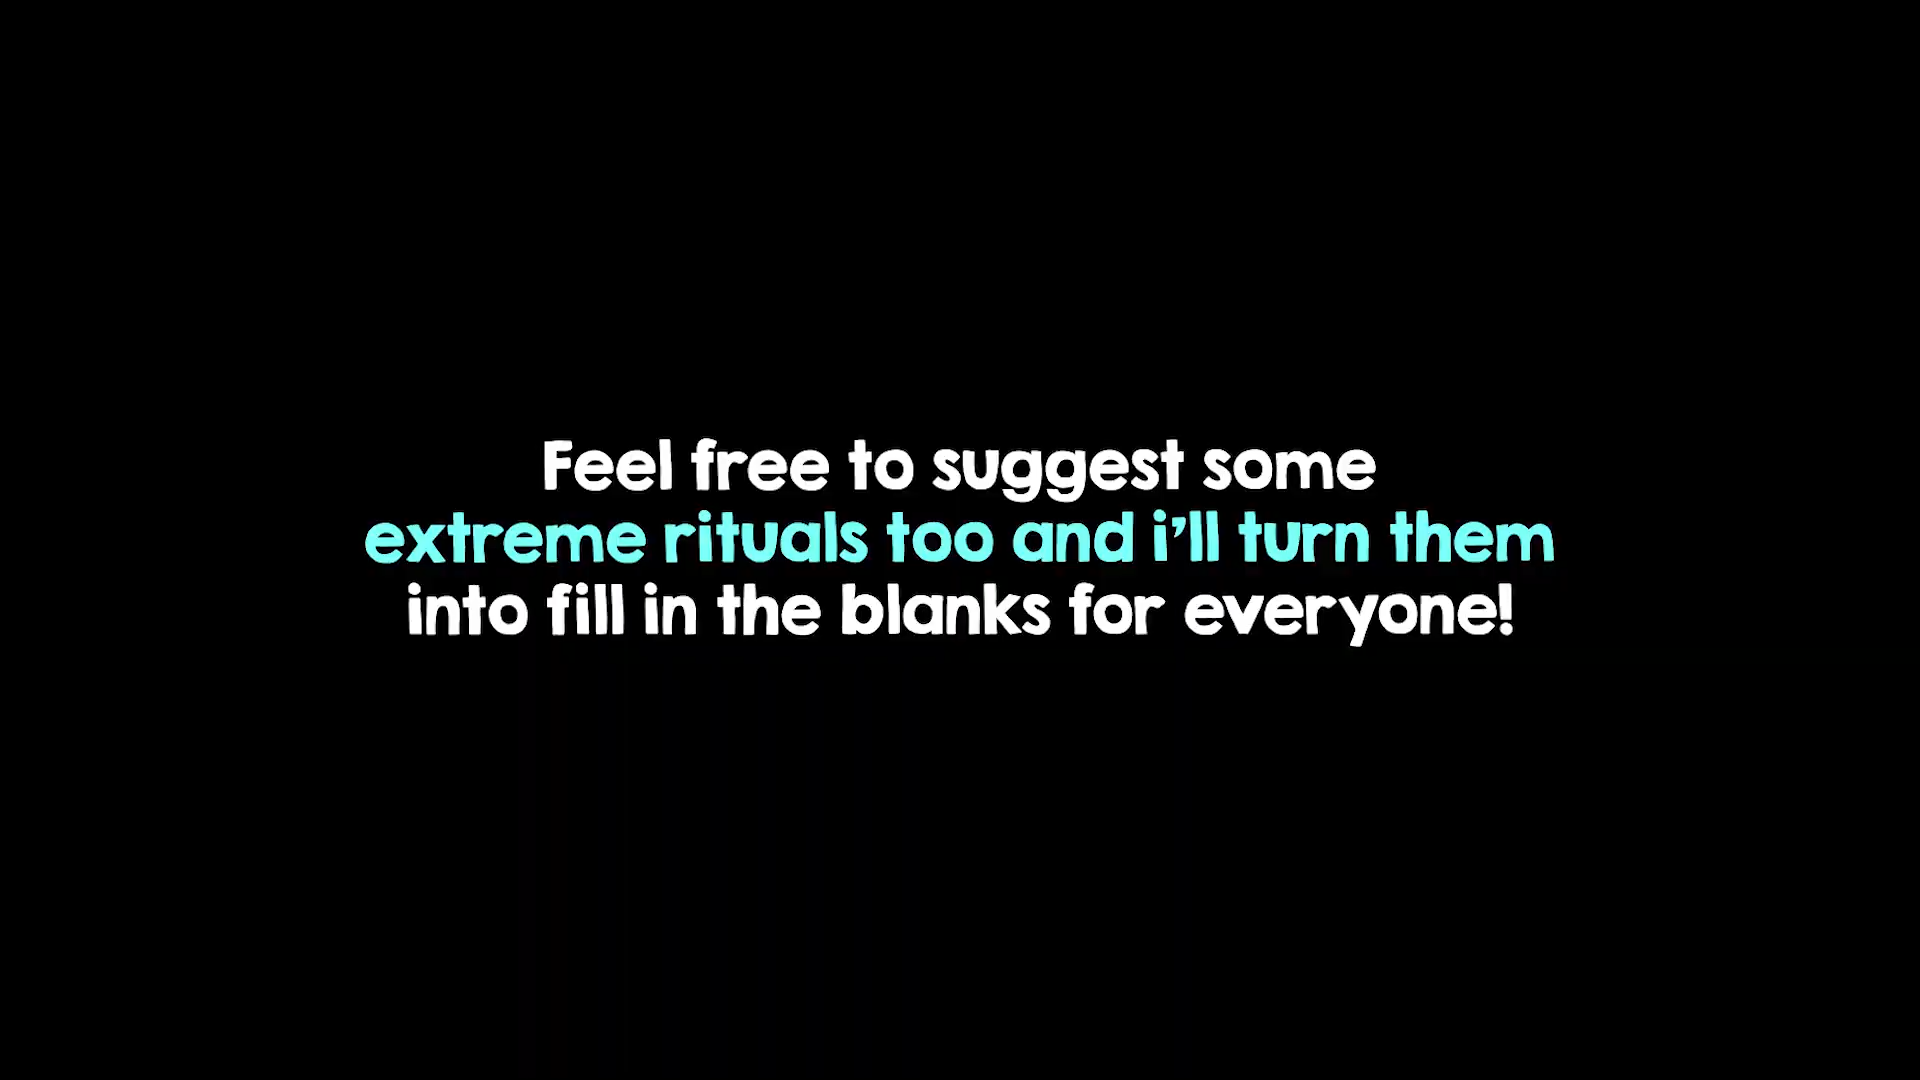 Feel free to suggest some
extreme rituals too and i'll turn them
into fill in the blanks for everyone!